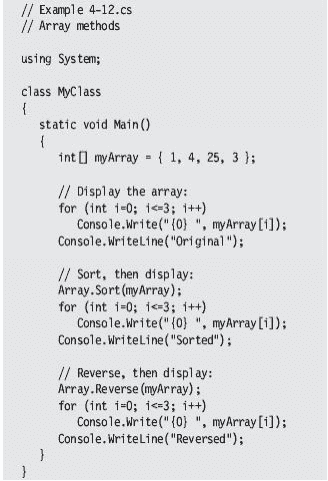 // Example 4-12.cs
// Array methods
using System;
class MyClass
{
static void Main()
{
int[] myArray = { 1, 4, 25, 3 };
// Display the array:
for (int i=0; i<=3; i++)
Console.Write("{0} ", myArray[i]);
Console.WriteLine("Original");
// Sort, then display:
Array.Sort(myArray);
for (int i=0; i<=3; i++)
Console.Write("{0} ", myArray[i]);
Console.WriteLine("Sorted");
// Reverse, then display:
Array.Reverse(myArray);
for (int i=0; i<=3; i++)
Console.Write("{0} ", myArray[i]);
Console.WriteLine("Reversed");
}
}